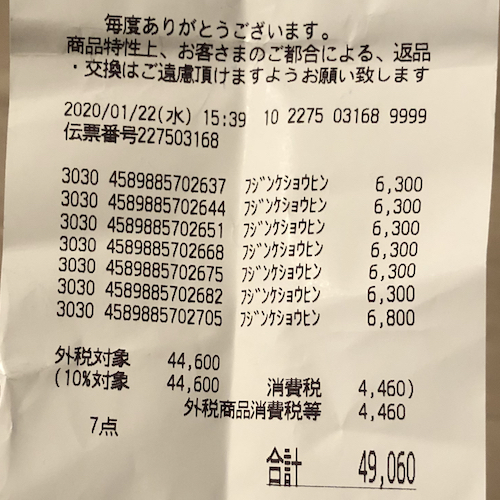 毎度ありがとうございます。
商品特性上、お客さまのご都合による、返品
・交換はご遠慮頂けますようお願い致します
2020/01/22(水) 15:39 10 2275 03168 9999
伝票番号227503168
3030 4589885702637 ﾌｼﾞﾝｹｼｮｳﾋﾝ 6,300
3030 4589885702644 ﾌｼﾞﾝｹｼｮｳﾋﾝ 6,300
3030 4589885702651 ﾌｼﾞﾝｹｼｮｳﾋﾝ 6,300
3030 4589885702668 ﾌｼﾞﾝｹｼｮｳﾋﾝ 6,300
3030 4589885702675 ﾌｼﾞﾝｹｼｮｳﾋﾝ 6,300
3030 4589885702682 ﾌｼﾞﾝｹｼｮｳﾋﾝ 6,300
3030 4589885702705 ﾌｼﾞﾝｹｼｮｳﾋﾝ 6,800
外税対象 44,600
(10%対象 44,600 消費税 4,460)
外税商品消費税等 4,460
7点
合計 49,060